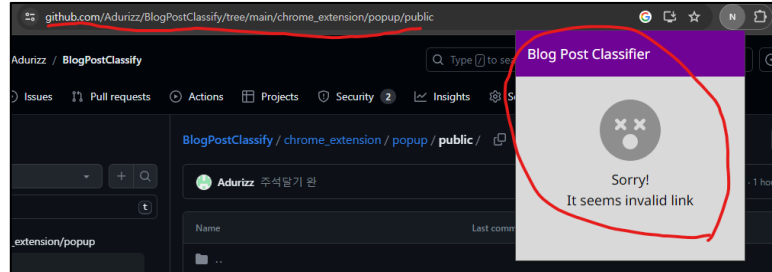 github.com/Adurizz/BlogPostClassify/tree/main/chrome_extension/popup/public
N
Adurizz / BlogPostClassify
Q Type / to sea
Issues Pull requests Actions Projects Security 2 Insights S
BlogPostClassify / chrome_extension / popup / public /
Adurizz 주석달기 완
1 hou
t
Name Last comm
_extension/popup
..
Blog Post Classifier
Sorry!
It seems invalid link